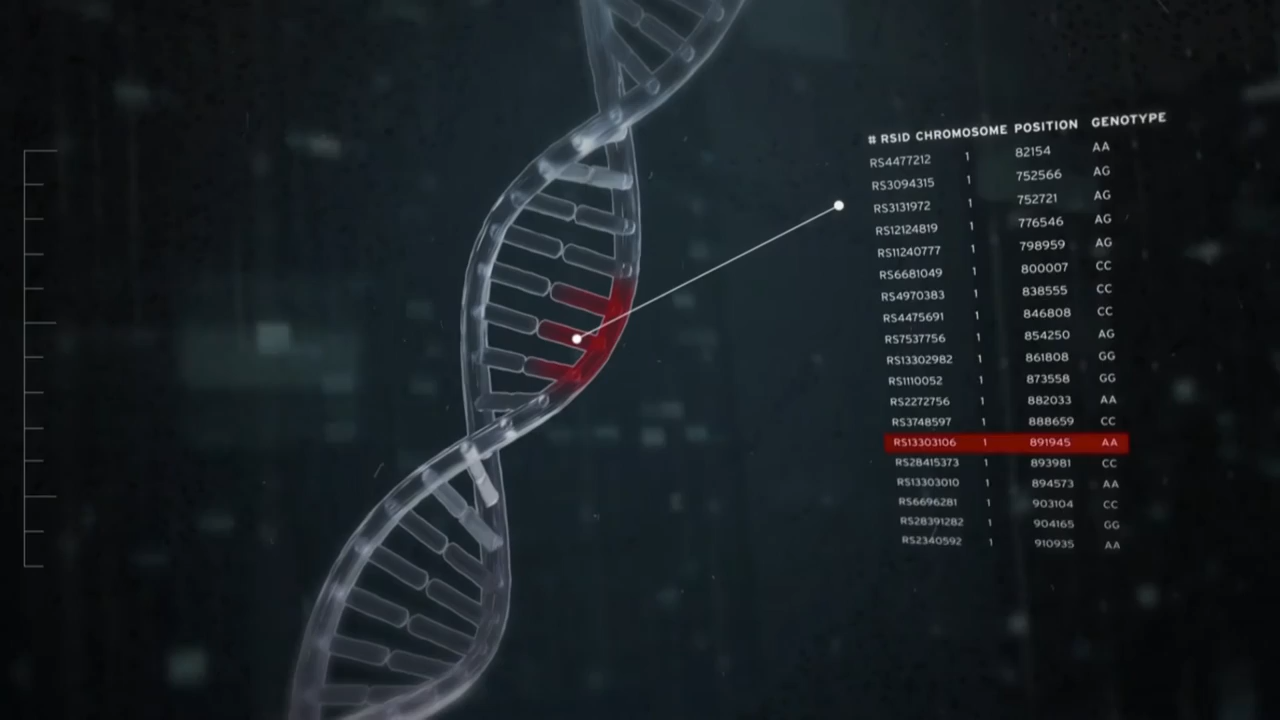 # RSID CHROMOSOME POSITION GENOTYPE
RS4477212 1 82154 AA
RS3094315 1 752566 AG
RS3131972 1 752721 AG
RS12124819 1 776546 AG
RS11240777 1 798959 AG
RS6681049 1 800007 CC
RS4970383 1 838555 CC
RS4475691 1 846808 CC
RS7537756 1 854250 AG
RS13302982 1 861808 GG
RS1110052 1 873558 GG
RS2272756 1 882033 AA
RS3748597 1 888659 CC
RS13303106 1 891945 AA
RS28415373 1 893981 CC
RS13303010 1 894573 AA
RS6696281 1 903104 CC
RS28391282 1 904165 GG
RS2340592 1 910935 AA